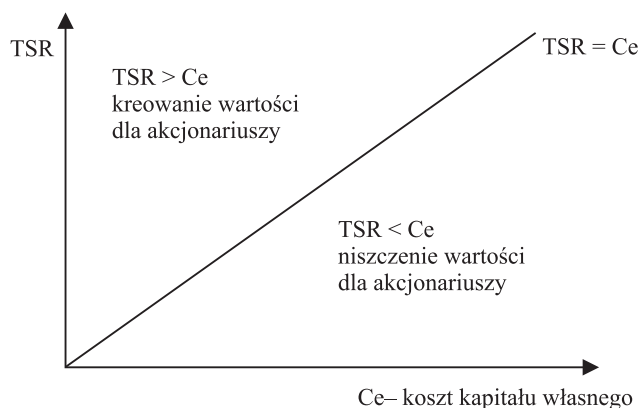 TSR
TSR = Ce
TSR > Ce
kreowanie wartości
dla akcjonariuszy
TSR < Ce
niszczenie wartości
dla akcjonariuszy
Ce– koszt kapitału własnego